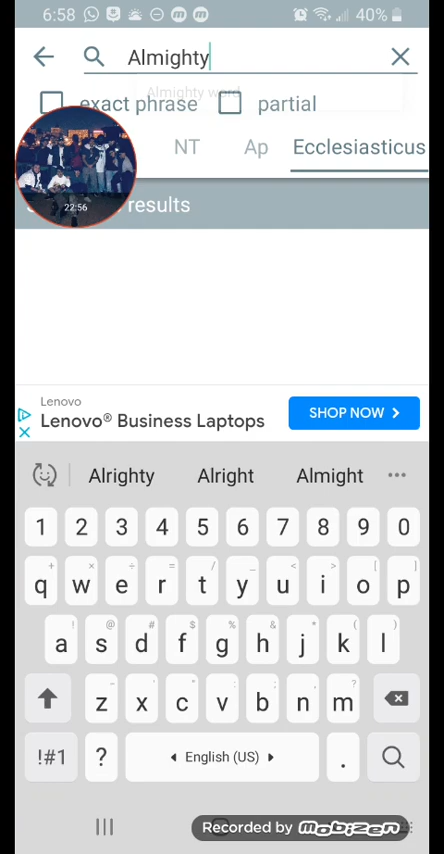 6:58 40%
Almighty
Almighty word
exact phrase partial
NT Ap Ecclesiasticus
results
22:56
Lenovo
Lenovo® Business Laptops
SHOP NOW >
Alrighty Alright Almight •••
1 2 3 4 5 6 7 8 9 0
q w e r t y u i o p
a s d f g h j k l
z x c v b n m
!#1 ? English (US) .
Recorded by Mobizen